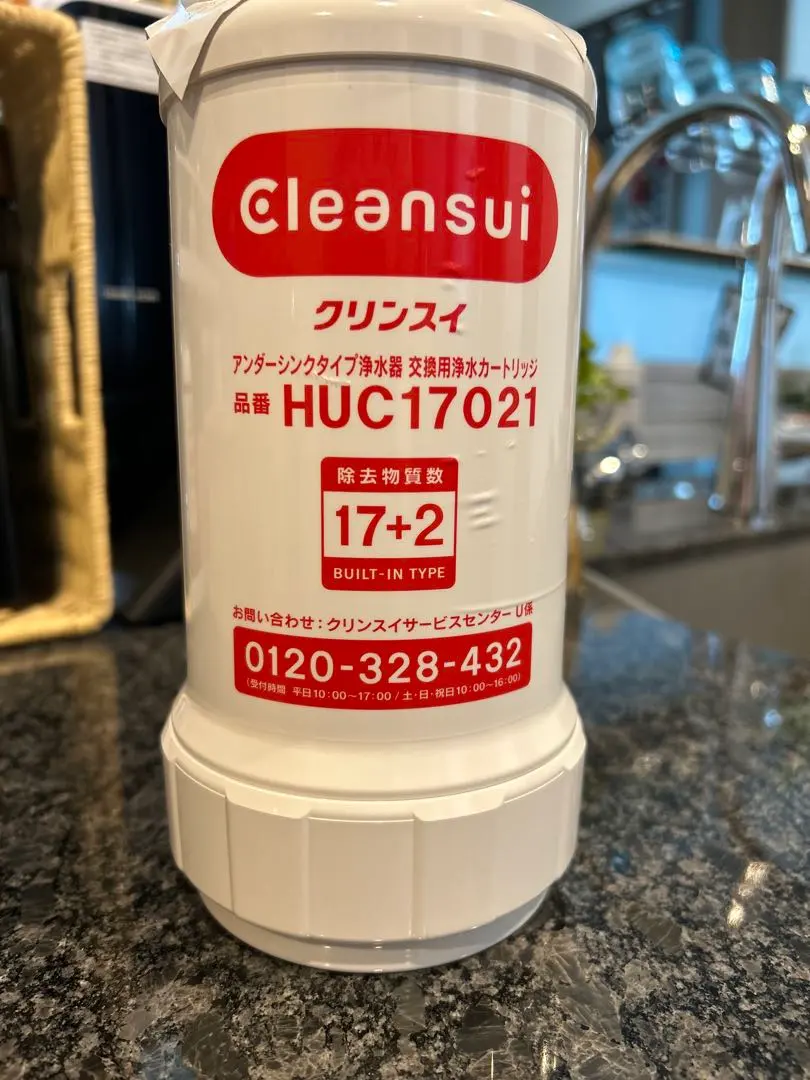 Cleansui
クリンスイ
アンダーシンクタイプ浄水器 交換用浄水カートリッジ
品番 HUC17021
除去物質数
17+2
BUILT-IN TYPE
お問い合わせ：クリンスイサービスセンター U係
0120-328-432
(受付時間 平日10:00～17:00 / 土・日・祝日10:00～16:00)